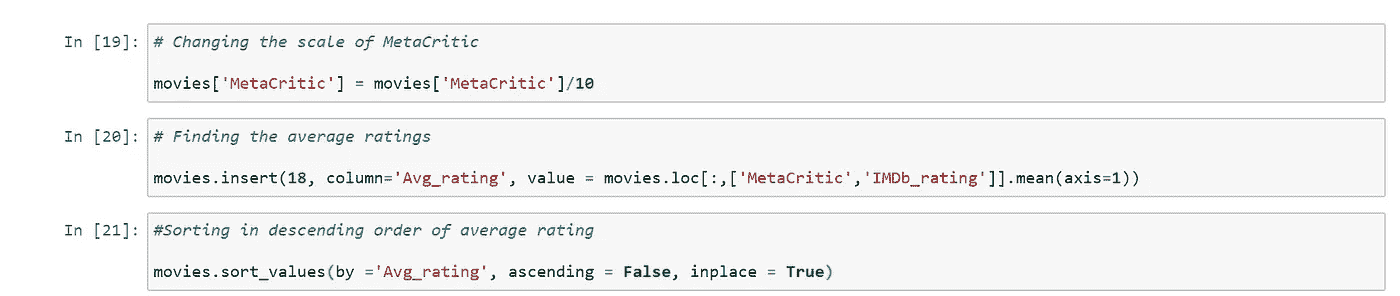 In [19]: # Changing the scale of MetaCritic
movies['MetaCritic'] = movies['MetaCritic']/10
In [20]: # Finding the average ratings
movies.insert(18, column='Avg_rating', value = movies.loc[:,['MetaCritic','IMDb_rating']].mean(axis=1))
In [21]: #Sorting in descending order of average rating
movies.sort_values(by ='Avg_rating', ascending = False, inplace = True)